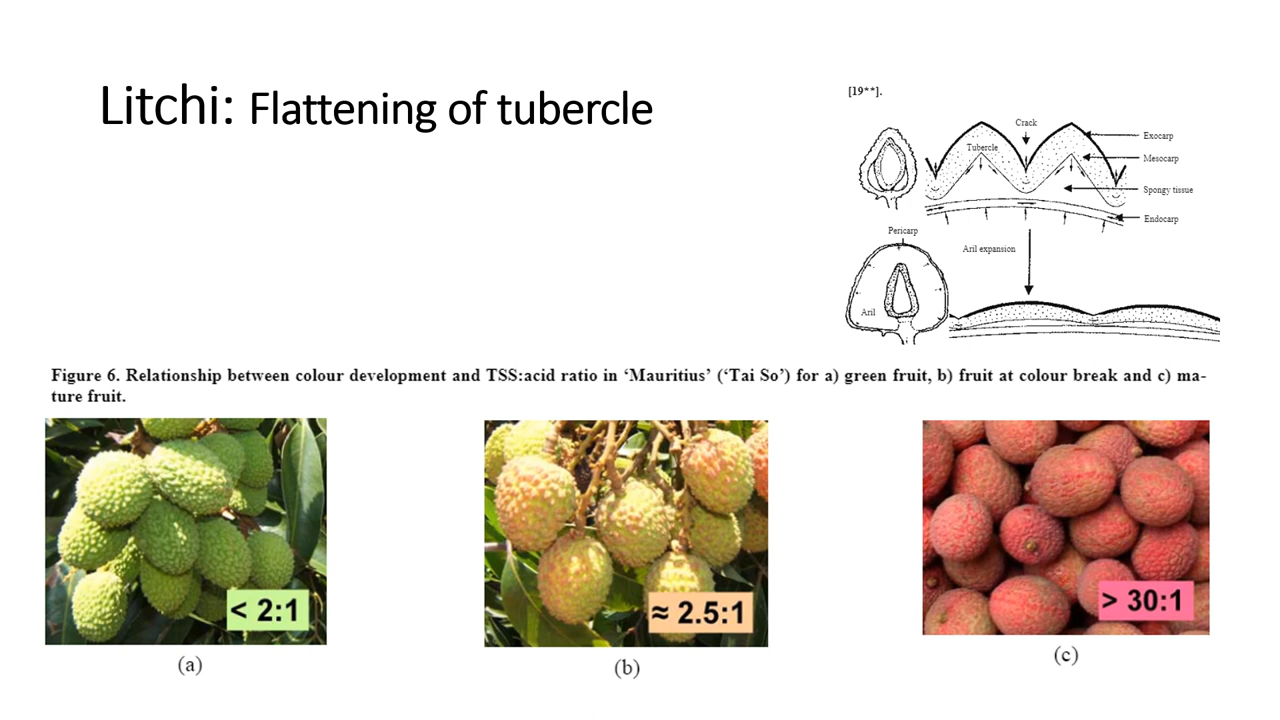 Litchi: Flattening of tubercle
[19**].
Crack
Exocarp
Tubercle
Mesocarp
Spongy tissue
Endocarp
Pericarp
Aril expansion
Aril
Figure 6. Relationship between colour development and TSS:acid ratio in ‘Mauritius’ (‘Tai So’) for a) green fruit, b) fruit at colour break and c) ma-
ture fruit.
< 2:1
≈ 2.5:1
> 30:1
(a)
(b)
(c)